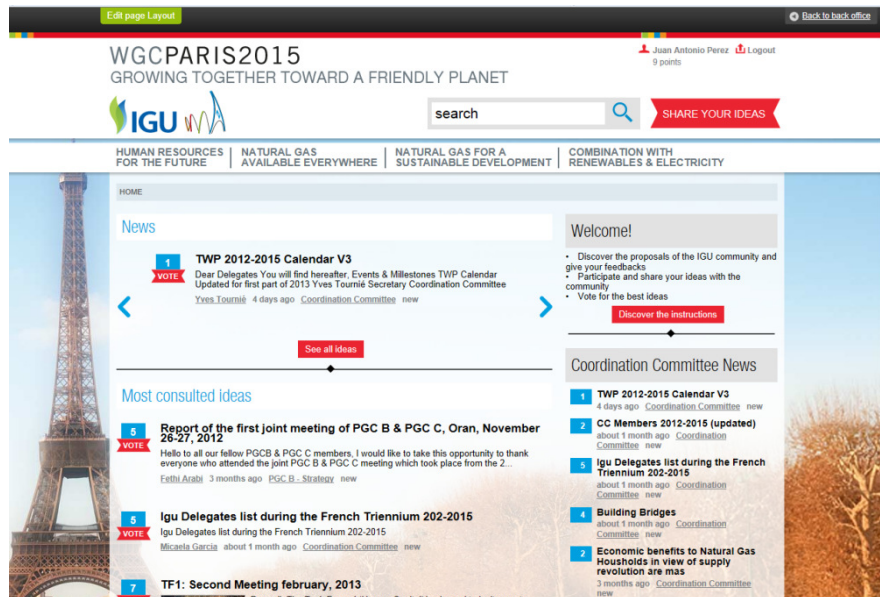 Edit page Layout
Back to back office
WGCPARIS2015
GROWING TOGETHER TOWARD A FRIENDLY PLANET
Juan Antonio Perez Logout
9 points
IGU
search
SHARE YOUR IDEAS
HUMAN RESOURCES
FOR THE FUTURE
NATURAL GAS
AVAILABLE EVERYWHERE
NATURAL GAS FOR A
SUSTAINABLE DEVELOPMENT
COMBINATION WITH
RENEWABLES & ELECTRICITY
HOME
News
1
VOTE
TWP 2012-2015 Calendar V3
Dear Delegates You will find hereafter, Events & Millestones TWP Calendar
Updated for first part of 2013 Yves Tournié Secretary Coordination Committee
Yves Tournié 4 days ago Coordination Committee new
See all ideas
Most consulted ideas
5
VOTE
Report of the first joint meeting of PGC B & PGC C, Oran, November
26-27, 2012
Hello to all our fellow PGCB & PGC C members, I would like to take this opportunity to thank
everyone who attended the joint PGC B & PGC C meeting which took place from the 2...
Fethi Arabi 3 months ago PGC B - Strategy new
5
VOTE
Igu Delegates list during the French Triennium 202-2015
Igu Delegates list during the French Triennium 202-2015
Micaela Garcia about 1 month ago Coordination Committee new
7
VOTE
TF1: Second Meeting february, 2013
Welcome!
• Discover the proposals of the IGU community and
give your feedbacks
• Participate and share your ideas with the
community
• Vote for the best ideas
Discover the instructions
Coordination Committee News
1
TWP 2012-2015 Calendar V3
4 days ago Coordination Committee new
2
CC Members 2012-2015 (updated)
about 1 month ago Coordination
Committee new
5
Igu Delegates list during the French
Triennium 202-2015
about 1 month ago Coordination
Committee new
4
Building Bridges
about 1 month ago Coordination
Committee new
2
Economic benefits to Natural Gas
Housholds in view of supply
revolution are mas
3 months ago Coordination Committee
new